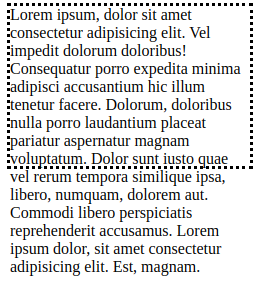 Lorem ipsum, dolor sit amet
consectetur adipisicing elit. Vel
impedit dolorum doloribus!
Consequatur porro expedita minima
adipisci accusantium hic illum
tenetur facere. Dolorum, doloribus
nulla porro laudantium placeat
pariatur aspernatur magnam
voluptatum. Dolor sunt iusto quae
vel rerum tempora similique ipsa,
libero, numquam, dolorem aut.
Commodi libero perspiciatis
reprehenderit accusamus. Lorem
ipsum dolor, sit amet consectetur
adipisicing elit. Est, magnam.